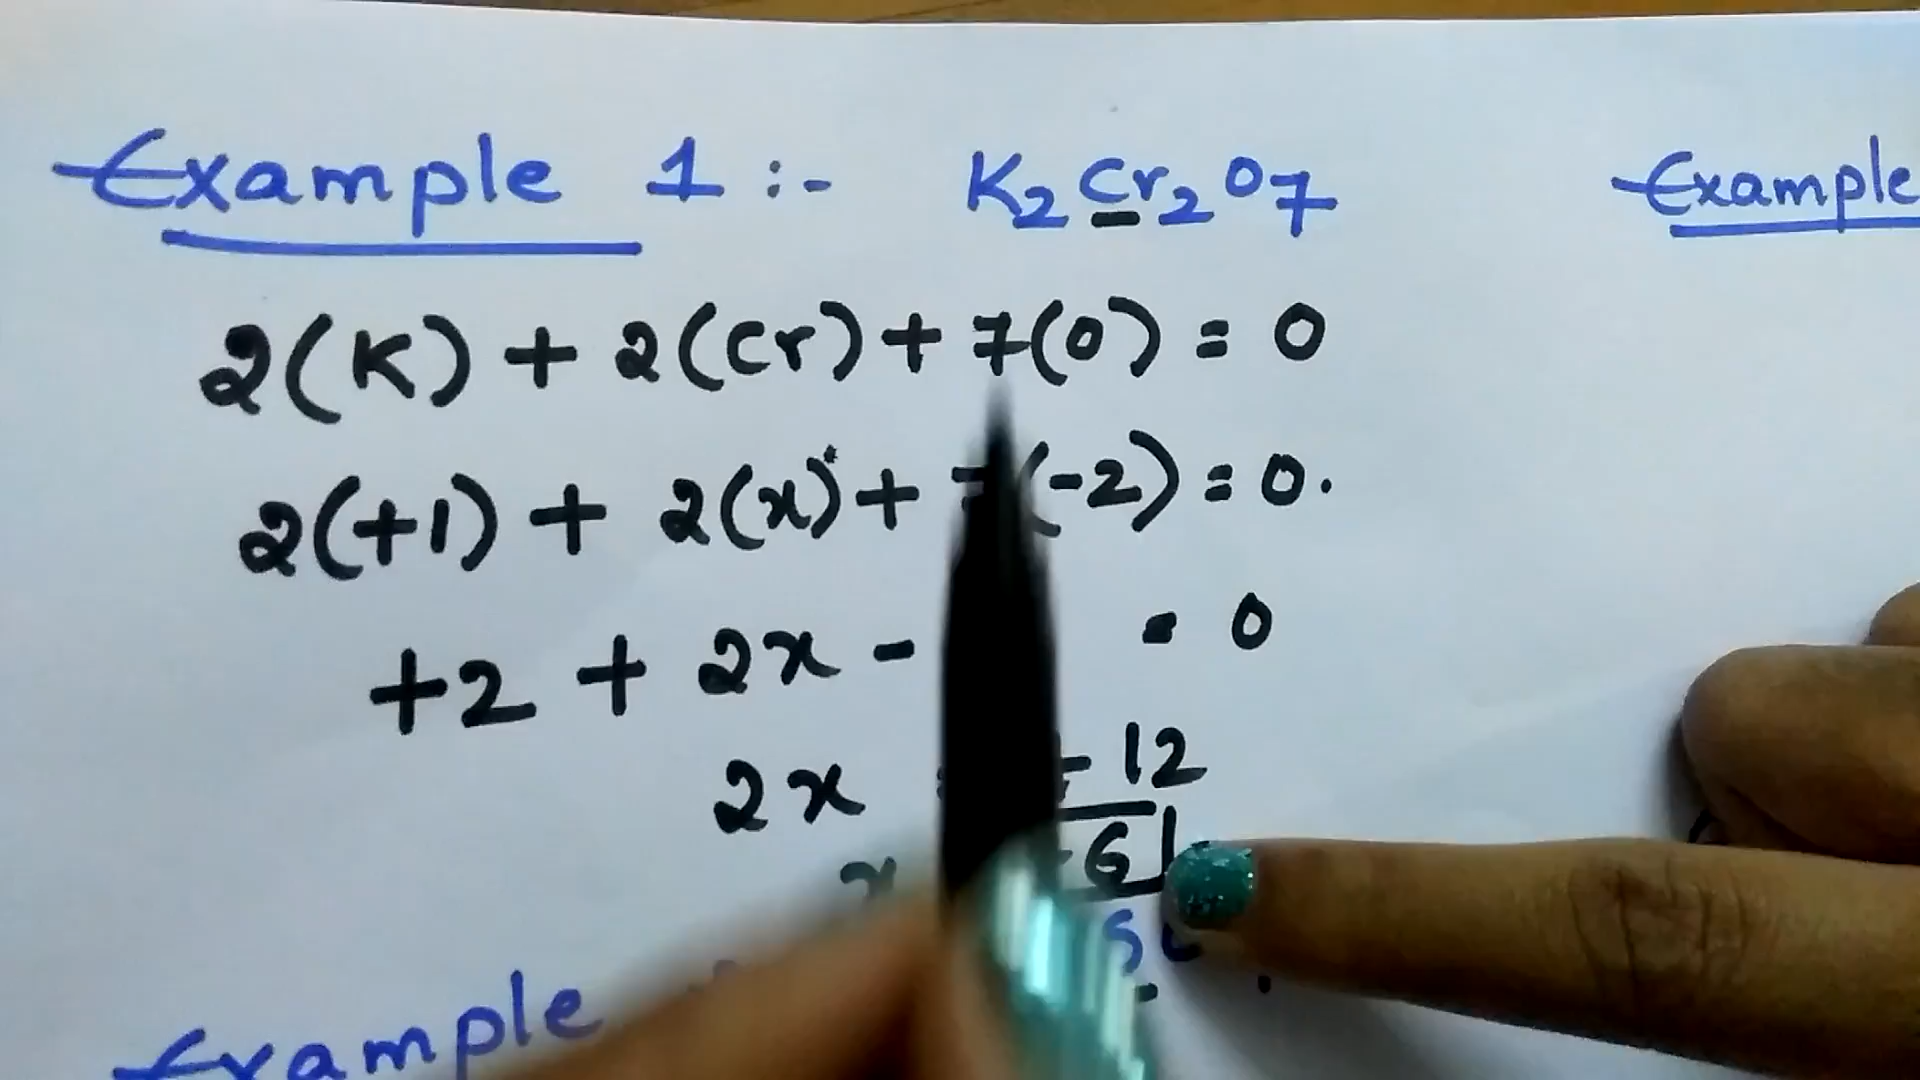 Example 1 :- K2Cr2O7
Example
2(K) + 2(Cr) + 7(O) = 0
2(+1) + 2(x) + (-2) = 0.
+2 + 2x - = 0
2x 12
x 6
Example